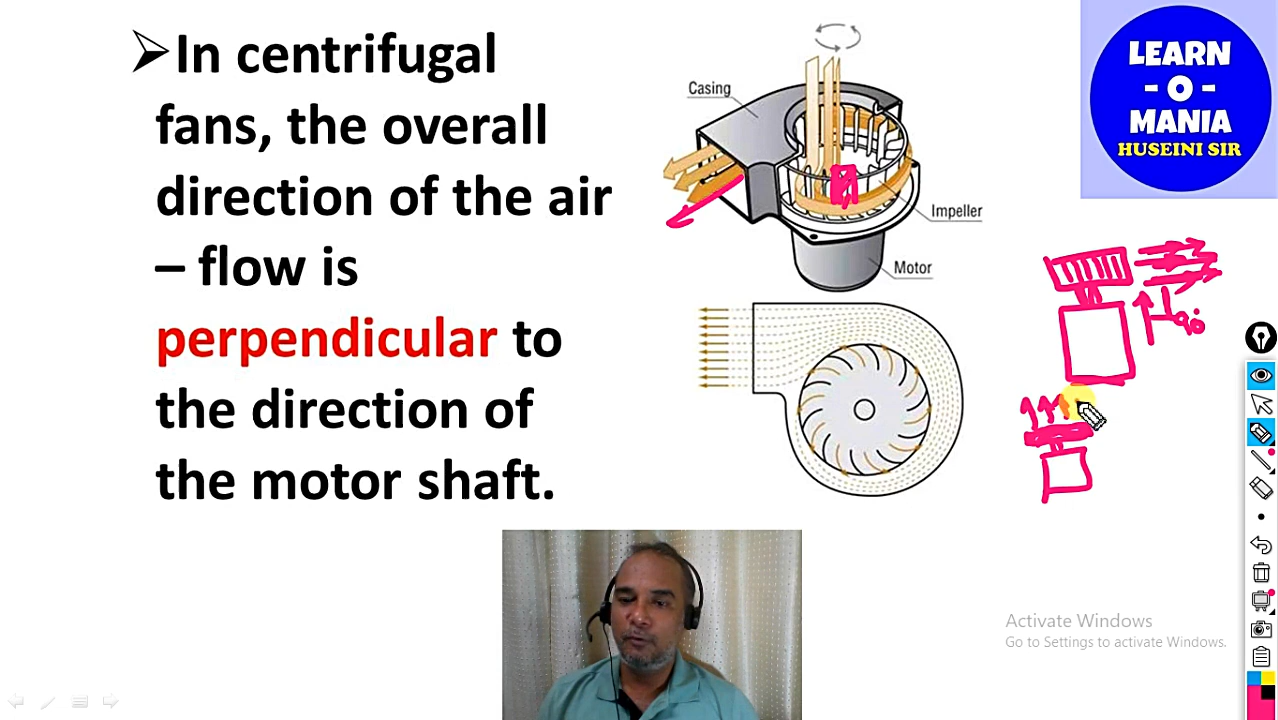 ➢In centrifugal
fans, the overall
direction of the air
– flow is
perpendicular to
the direction of
the motor shaft.
Casing
Impeller
Motor
LEARN
- O -
MANIA
HUSEINI SIR
Activate Windows
Go to Settings to activate Windows.